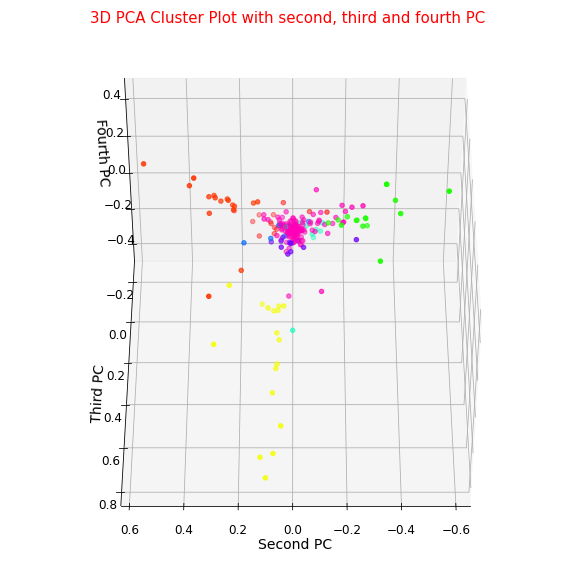 3D PCA Cluster Plot with second, third and fourth PC
Fourth PC
0.4
0.2
0.0
−0.2
−0.4
Third PC
−0.2
0.0
0.2
0.4
0.6
0.8
0.6 0.4 0.2 0.0 −0.2 −0.4 −0.6
Second PC